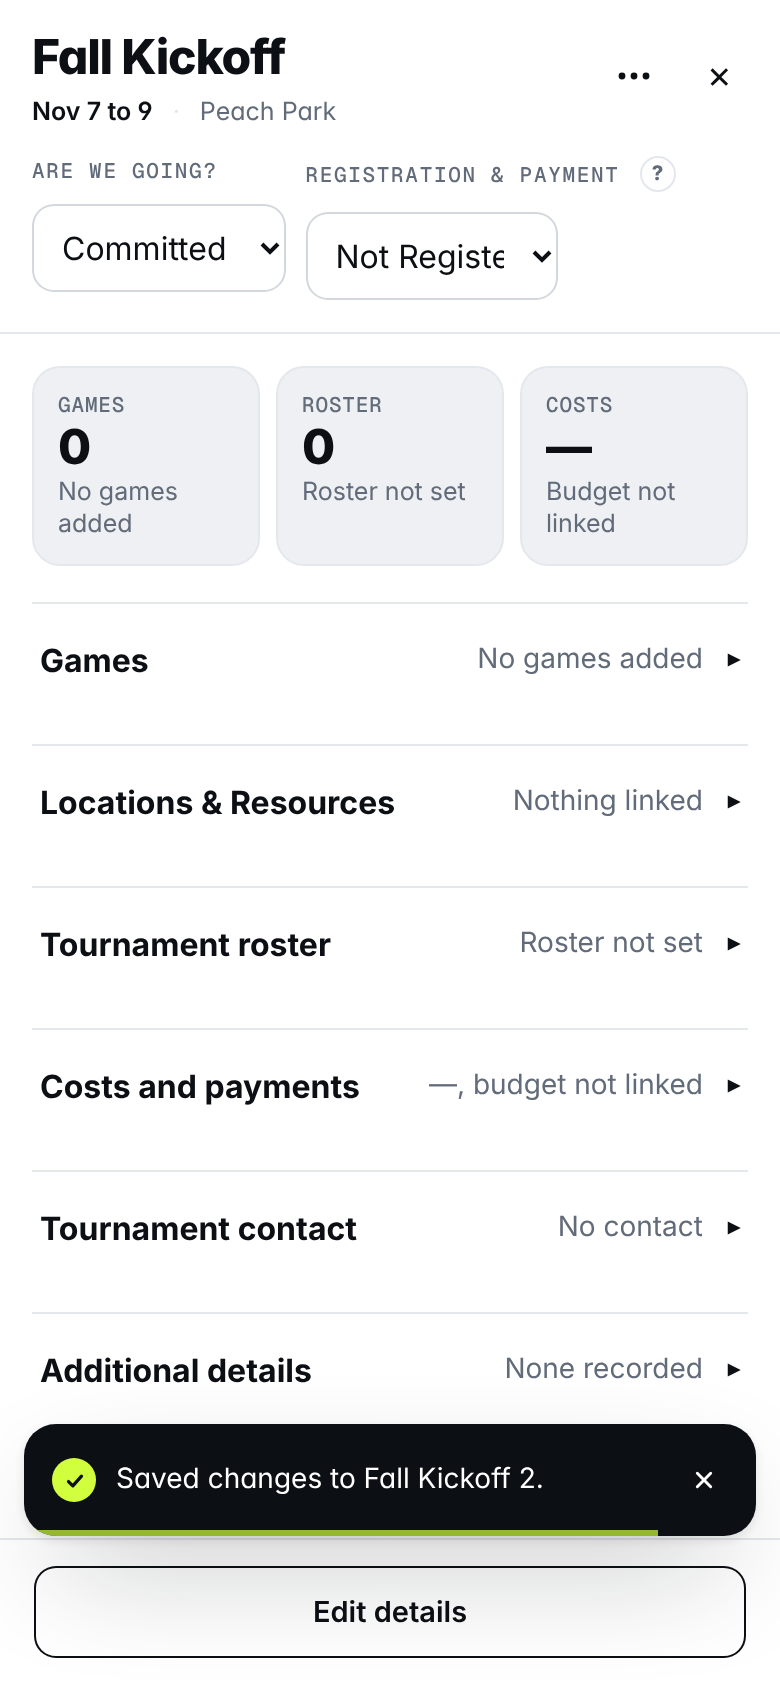 Fall Kickoff
Nov 7 to 9 · Peach Park
ARE WE GOING?
REGISTRATION & PAYMENT ?
Committed
Not Registe
GAMES
0
No games
added
ROSTER
0
Roster not set
COSTS
—
Budget not
linked
Games No games added
Locations & Resources Nothing linked
Tournament roster Roster not set
Costs and payments —, budget not linked
Tournament contact No contact
Additional details None recorded
Saved changes to Fall Kickoff 2.
Edit details